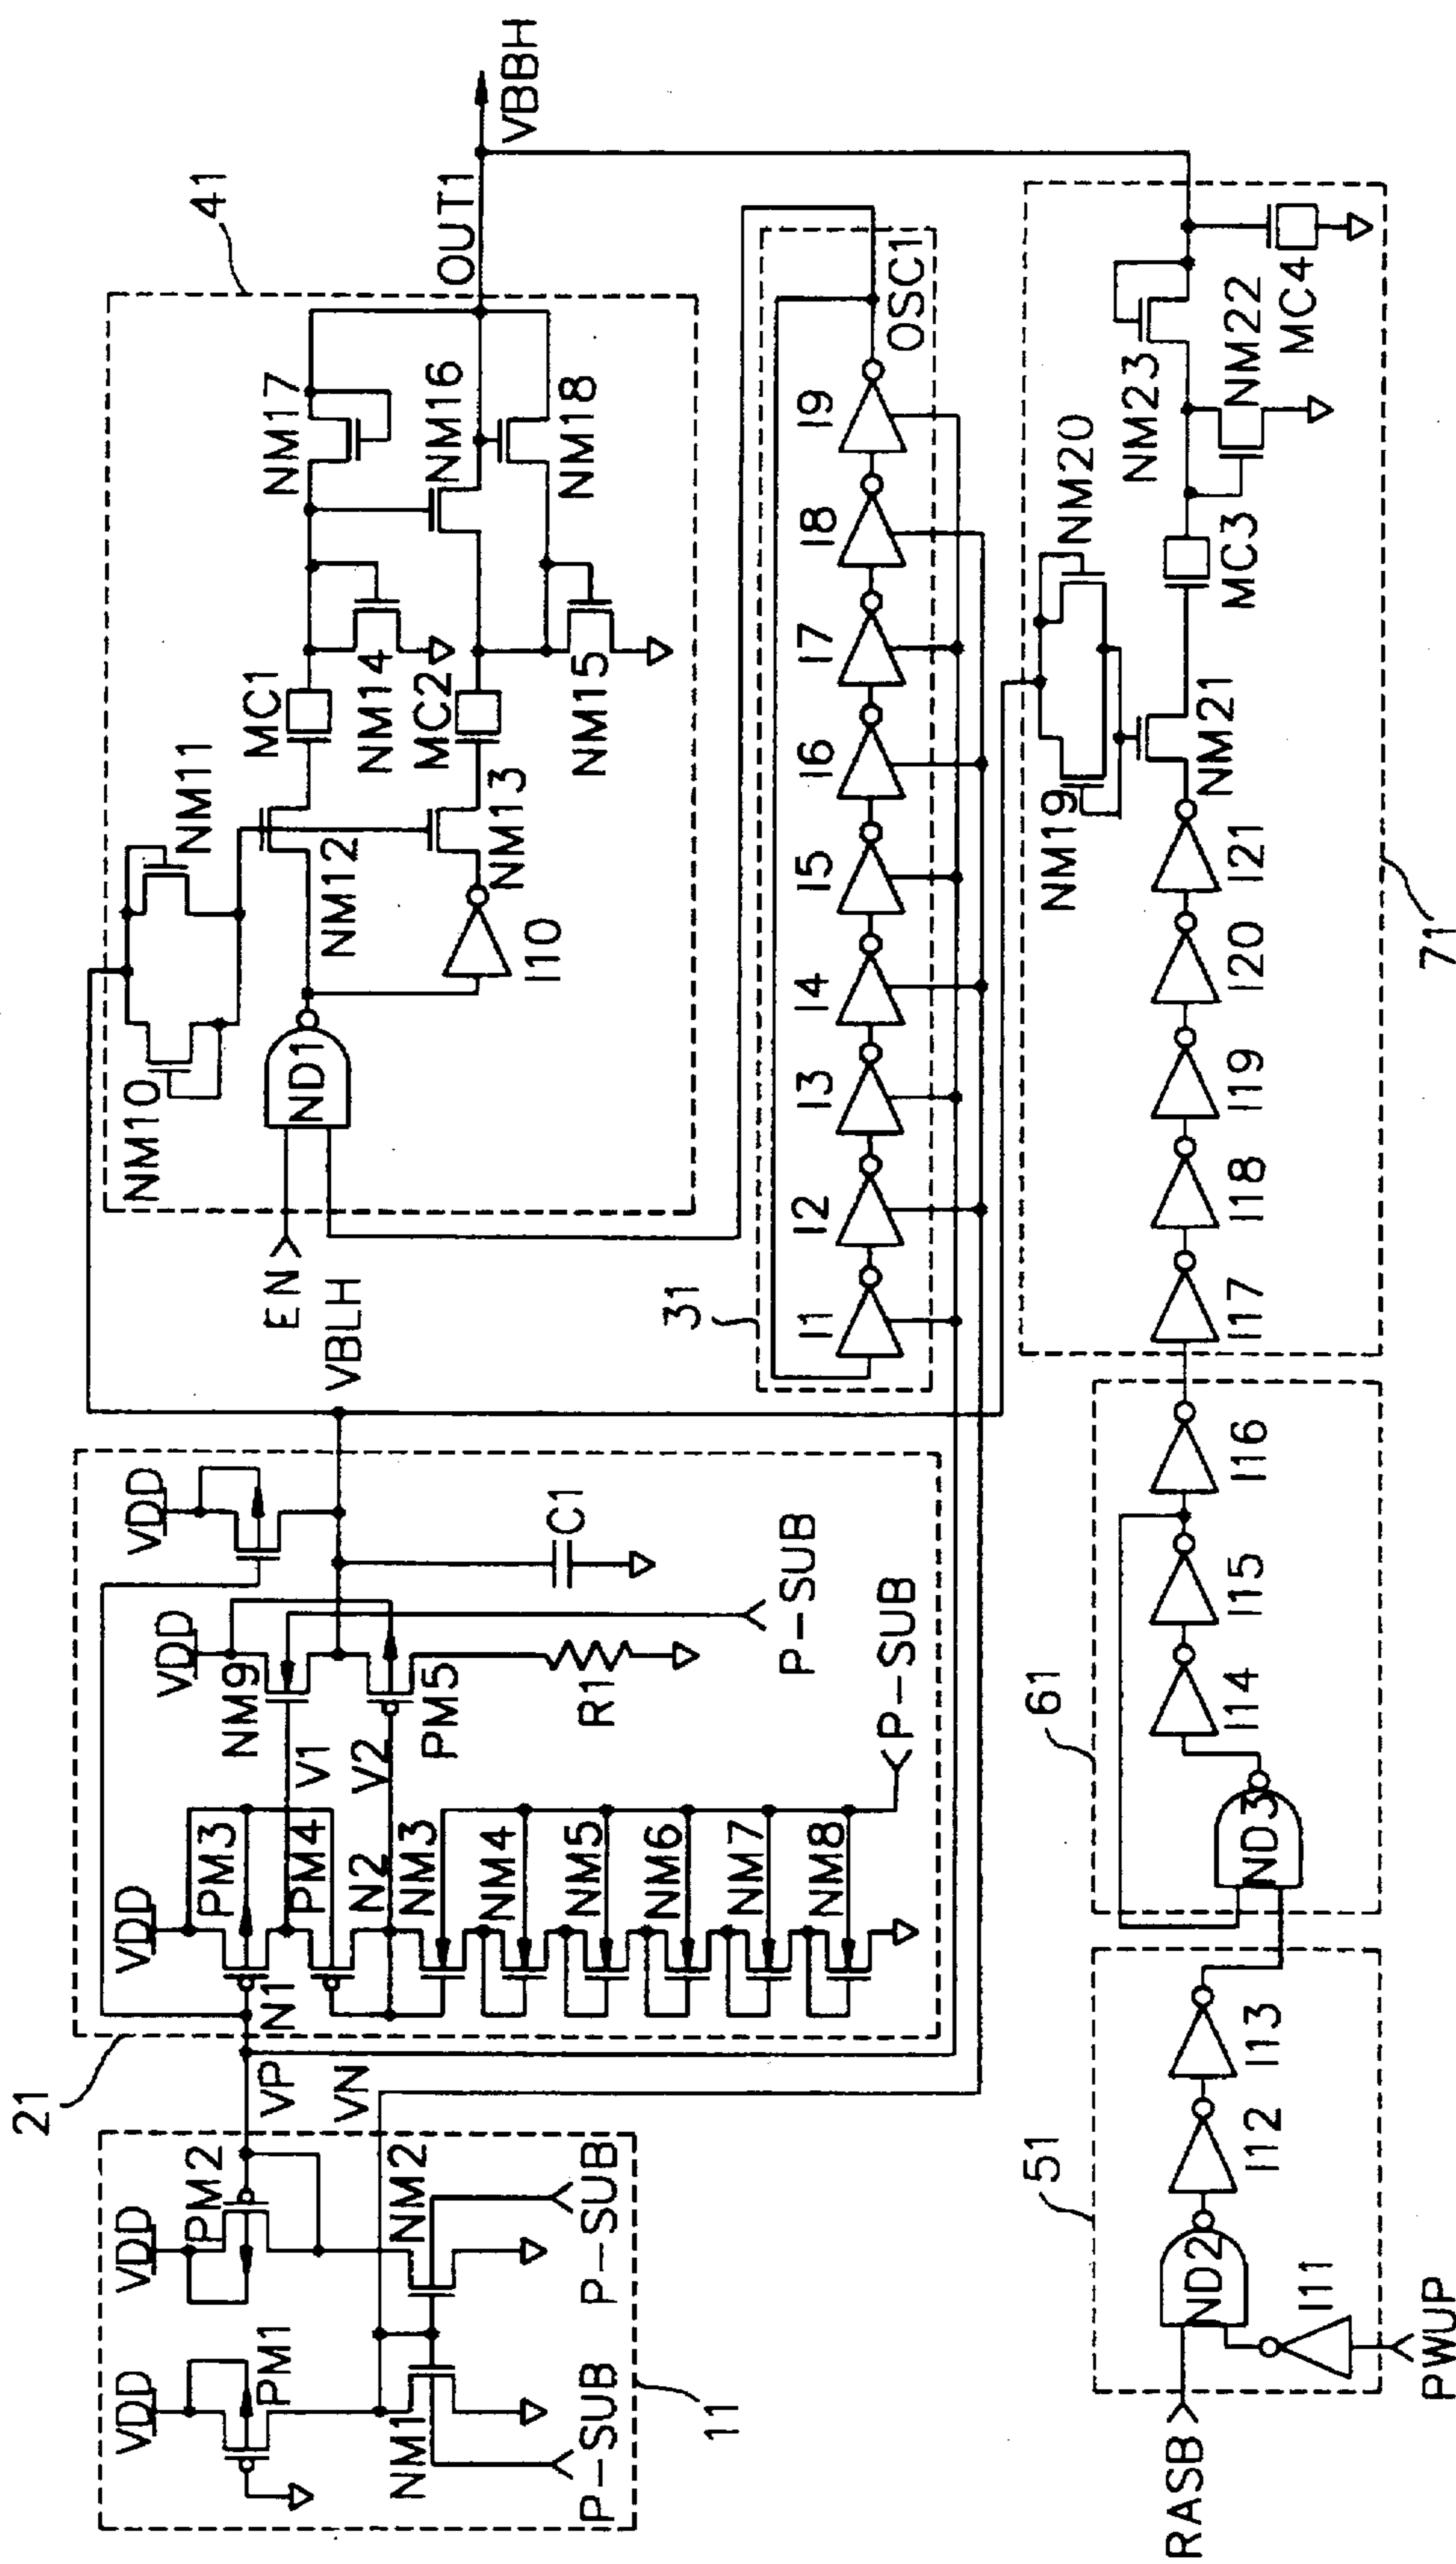 21
VDD
PM1
VDD
PM2
VP
VN
NM1
NM2
P-SUB
P-SUB
11
VDD
PM3
N1
V1
PM4
N2
V2
NM3
NM4
NM5
NM6
NM7
NM8
P-SUB
VDD
NM9
PM5
R1
P-SUB
VDD
C1
VBLH
EN
NM10
NM11
ND1
NM12
I10
NM13
MC1
NM14
MC2
NM15
NM17
NM16
NM18
41
OUT1
VBBH
31
I1
I2
I3
I4
I5
I6
I7
I8
I9
OSC1
51
RASB
PWUP
I11
ND2
I12
I13
61
ND3
I14
I15
I16
I17
I18
I19
I20
I21
NM19
NM20
NM21
MC3
NM23
NM22
MC4
71